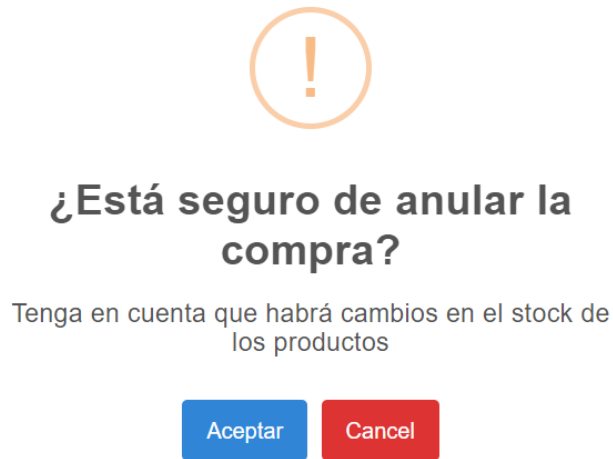 !
¿Está seguro de anular la
compra?
Tenga en cuenta que habrá cambios en el stock de
los productos
Aceptar
Cancel